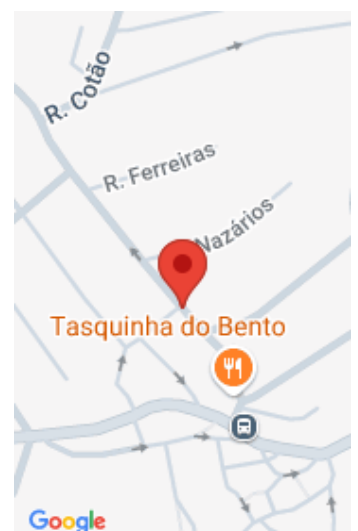 R. Cotão
R. Ferreiras
Nazários
Tasquinha do Bento
Google